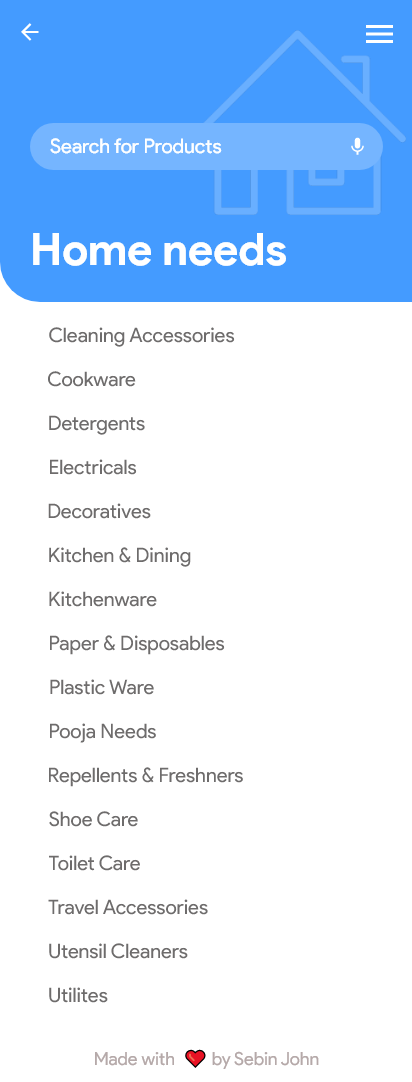 Search for Products
Home needs
Cleaning Accessories
Cookware
Detergents
Electricals
Decoratives
Kitchen & Dining
Kitchenware
Paper & Disposables
Plastic Ware
Pooja Needs
Repellents & Freshners
Shoe Care
Toilet Care
Travel Accessories
Utensil Cleaners
Utilites
Made with ❤ by Sebin John